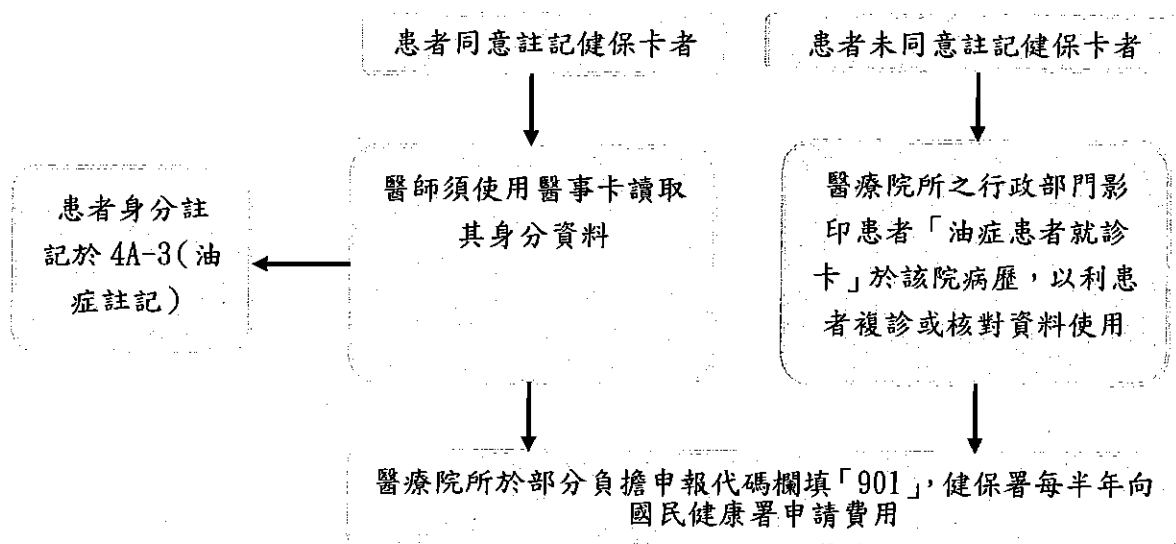 患者同意註記健保卡者
患者未同意註記健保卡者
患者身分註
記於 4A-3(油
症註記)
醫師須使用醫事卡讀取
其身分資料
醫療院所之行政部門影
印患者「油症患者就診
卡」於該院病歷,以利患
者複診或核對資料使用
醫療院所於部分負擔申報代碼欄填「901」,健保署每半年向
國民健康署申請費用